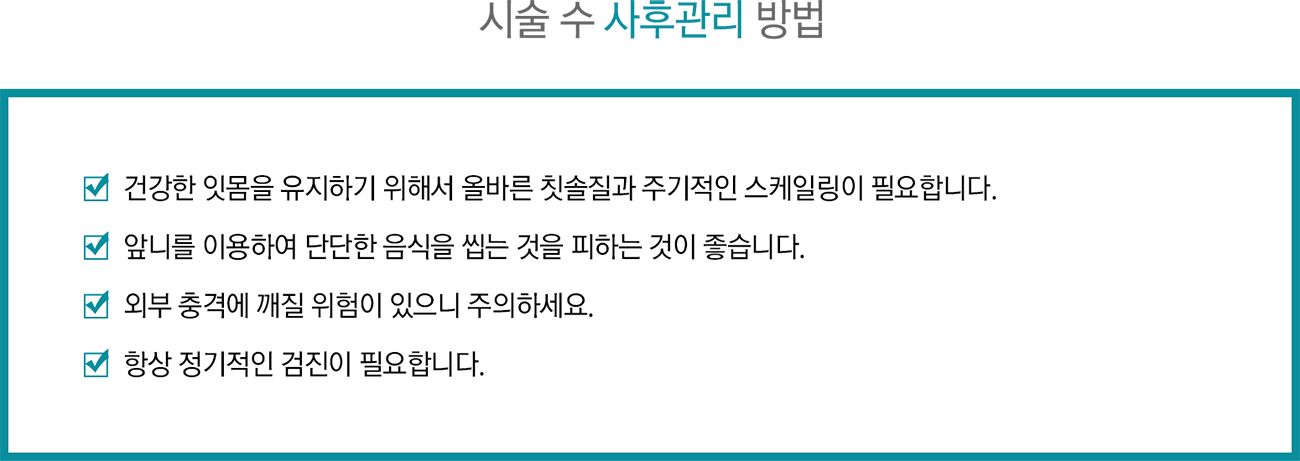 시술 수 사후관리 방법
건강한 잇몸을 유지하기 위해서 올바른 칫솔질과 주기적인 스케일링이 필요합니다.
앞니를 이용하여 단단한 음식을 씹는 것을 피하는 것이 좋습니다.
외부 충격에 깨질 위험이 있으니 주의하세요.
항상 정기적인 검진이 필요합니다.